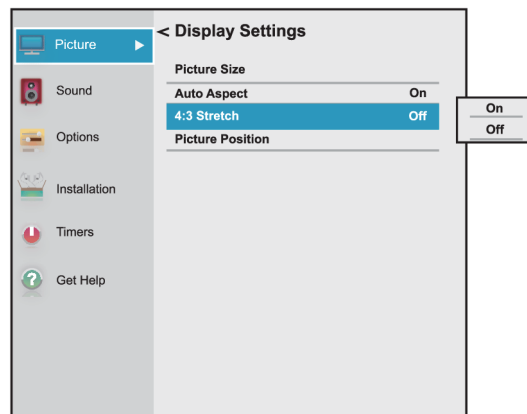 Picture
Sound
Options
Installation
Timers
Get Help
< Display Settings
Picture Size
Auto Aspect On
4:3 Stretch Off
Picture Position
On
Off